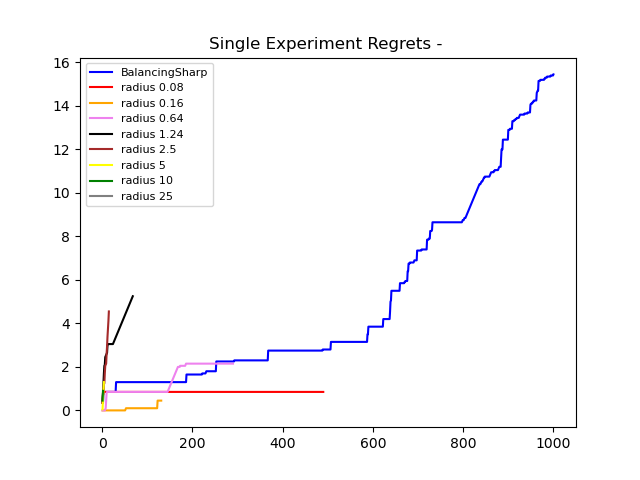 Single Experiment Regrets -
BalancingSharp
radius 0.08
radius 0.16
radius 0.64
radius 1.24
radius 2.5
radius 5
radius 10
radius 25
16
14
12
10
8
6
4
2
0
0 200 400 600 800 1000